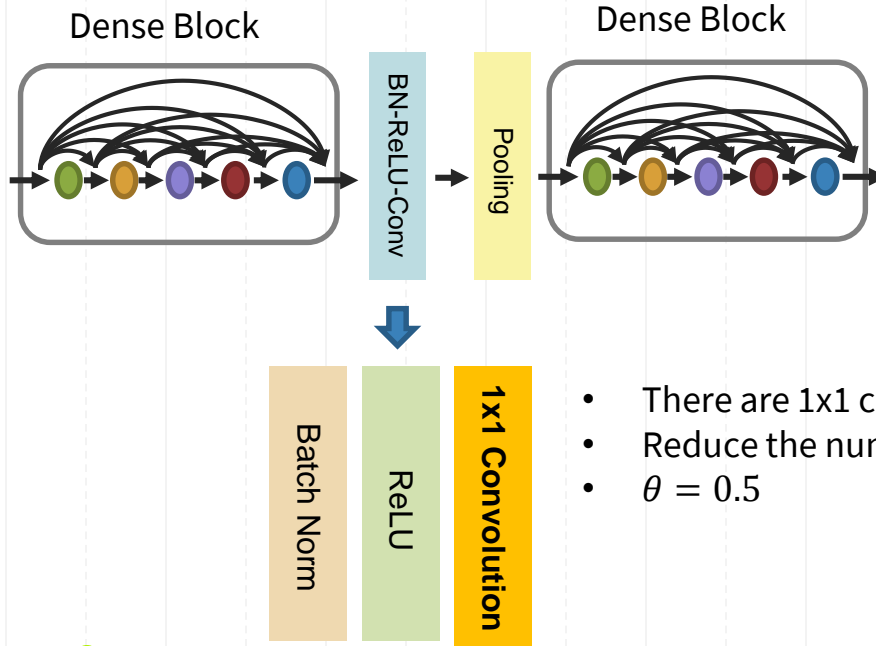 Dense Block
Dense Block
BN-ReLU-Conv
Pooling
Batch Norm
ReLU
1x1 Convolution
• There are 1x1
• Reduce the
• θ = 0.5